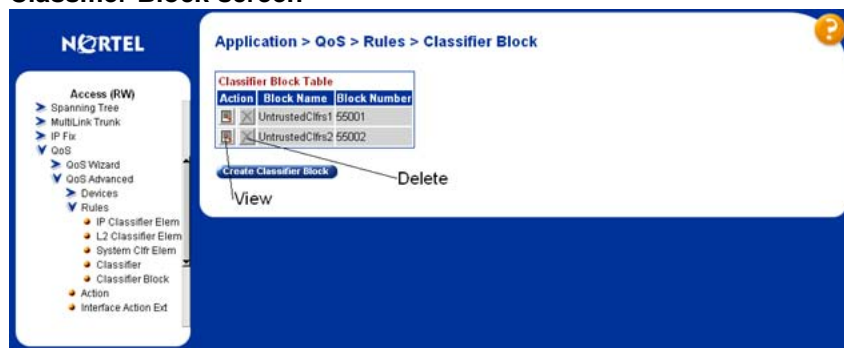 Classifier Block screen
NORTEL
Application > QoS > Rules > Classifier Block
?
Access (RW)
Spanning Tree
MultiLink Trunk
IP Fix
QoS
QoS Wizard
QoS Advanced
Devices
Rules
IP Classifier Elem
L2 Classifier Elem
System Clfr Elem
Classifier
Classifier Block
Action
Interface Action Ext
Classifier Block Table
Action Block Name Block Number
UntrustedClfrs1 55001
UntrustedClfrs2 55002
Create Classifier Block
Delete
View